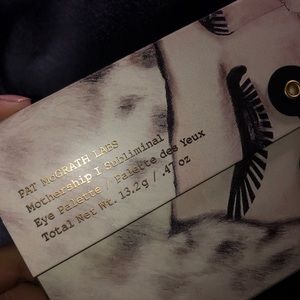 PAT McGRATH LABS
Mothership I Subliminal
Eye Palette / Palette des Yeux
Total Net Wt. 13.2g / .47 oz